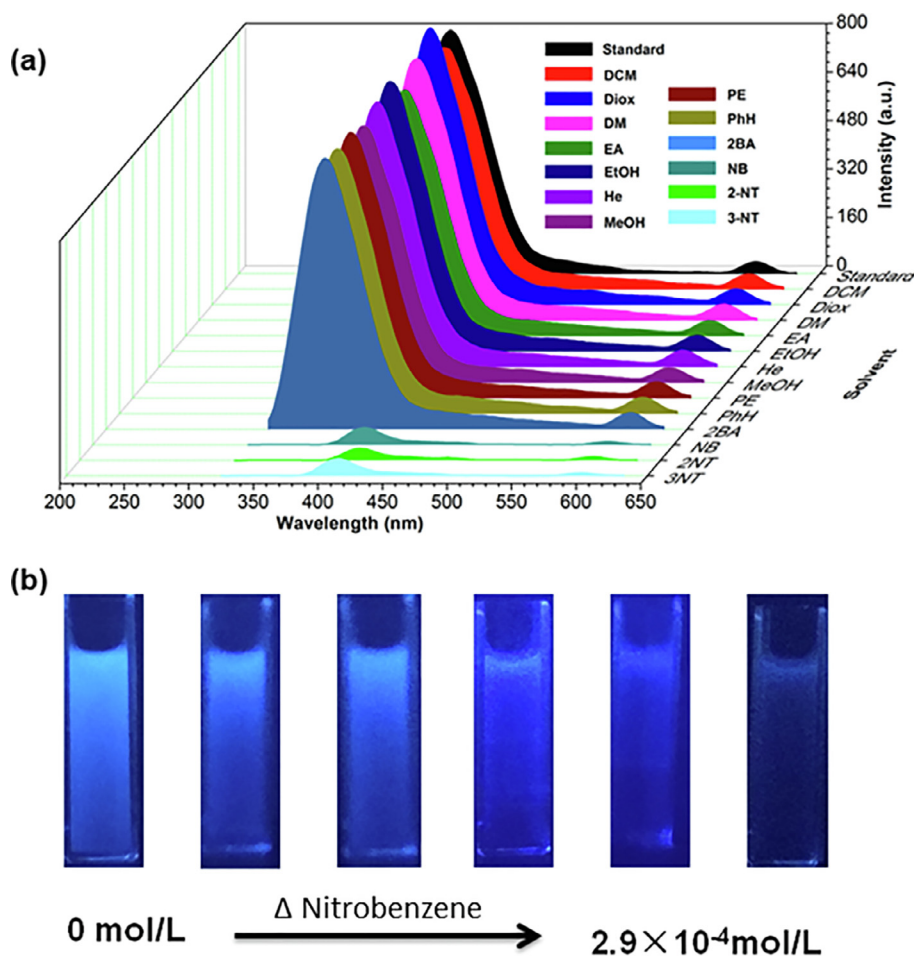 (a)
800
640
480
320
160
0
Intensity (a.u.)
Standard
DCM
Diox
DM
EA
EtOH
He
MeOH
PE
PhH
2BA
NB
2-NT
3-NT
Standard
DCM
Diox
DM
EA
EtOH
He
MeOH
PE
PhH
2BA
NB
2NT
3NT
Solvent
200 250 300 350 400 450 500 550 600 650
Wavelength (nm)
(b)
Δ Nitrobenzene
0 mol/L
2.9×10⁻⁴mol/L